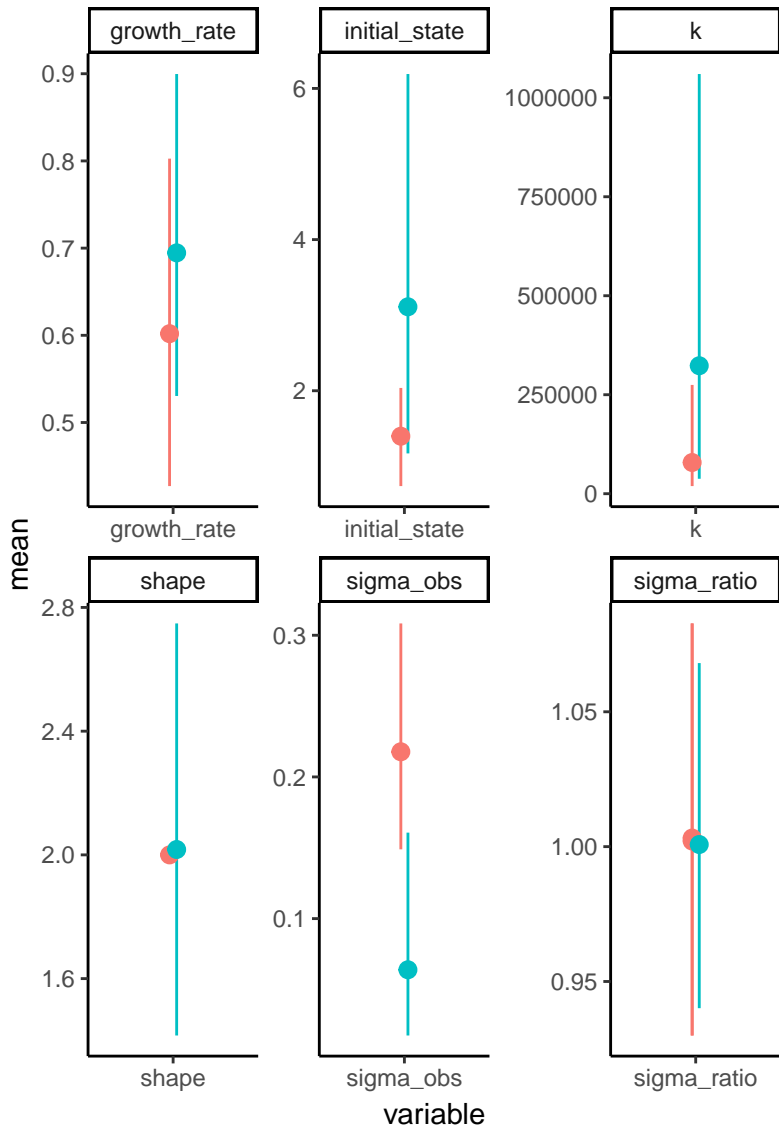 growth_rate
initial_state
k
0.9
0.8
0.7
0.6
0.5
6
4
2
1000000
750000
500000
250000
0
growth_rate
initial_state
k
mean
shape
sigma_obs
sigma_ratio
2.8
2.4
2.0
1.6
0.3
0.2
0.1
1.05
1.00
0.95
shape
sigma_obs
sigma_ratio
variable